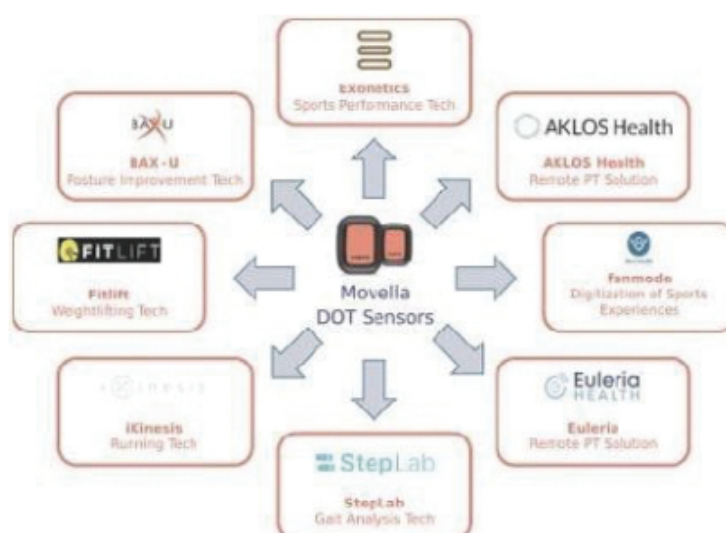 Exonetics
Sports Performance Tech
BAX-U
BAX-U
Posture Improvement Tech
AKLOS Health
AKLOS Health
Remote PT Solution
FITLIFT
Fitlift
Weightlifting Tech
Movella
DOT Sensors
fanmode
Digitization of Sports
Experiences
iKinesis
iKinesis
Running Tech
Euleria
HEALTH
Euleria
Remote PT Solution
StepLab
StepLab
Gait Analysis Tech